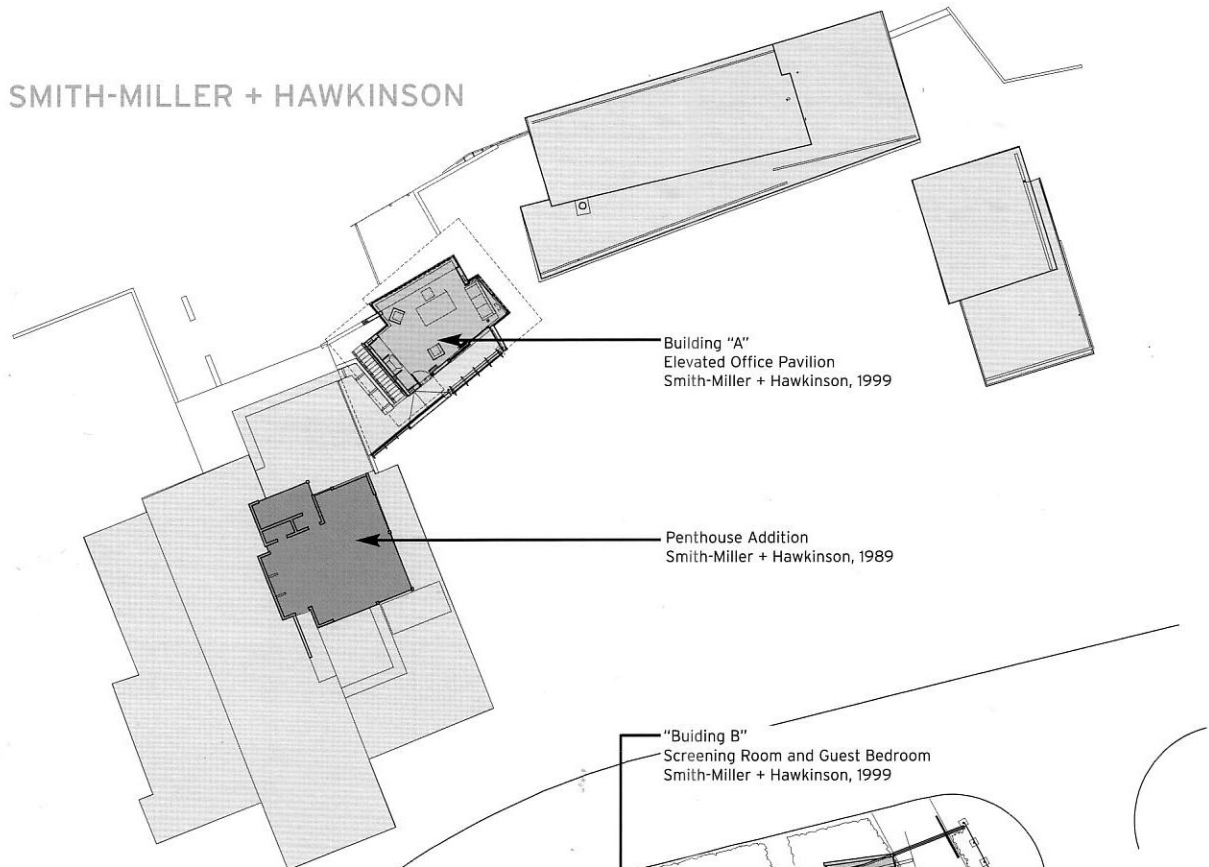 SMITH-MILLER + HAWKINSON
Building “A”
Elevated Office Pavilion
Smith-Miller + Hawkinson, 1999
Penthouse Addition
Smith-Miller + Hawkinson, 1989
“Buiding B”
Screening Room and Guest Bedroom
Smith-Miller + Hawkinson, 1999